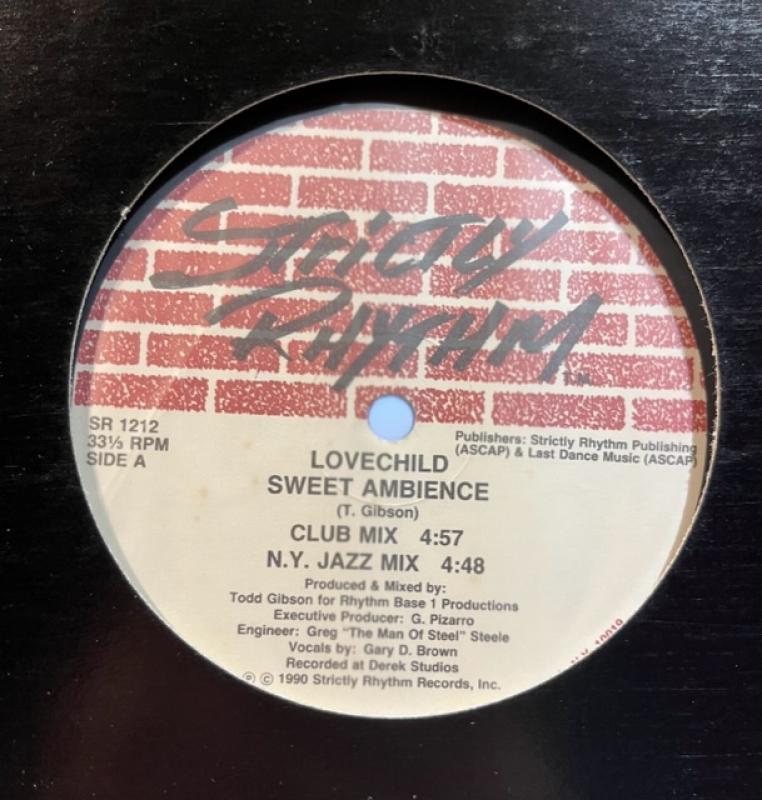 STRICTLY
RHYTHM
TM
SR 1212
33⅓ RPM
SIDE A
Publishers: Strictly Rhythm Publishing
(ASCAP) & Last Dance Music (ASCAP)
LOVECHILD
SWEET AMBIENCE
(T. Gibson)
CLUB MIX 4:57
N.Y. JAZZ MIX 4:48
Produced & Mixed by:
Todd Gibson for Rhythm Base 1 Productions
Executive Producer: G. Pizarro
Engineer: Greg "The Man Of Steel" Steele
Vocals by: Gary D. Brown
Recorded at Derek Studios
℗ © 1990 Strictly Rhythm Records, Inc.